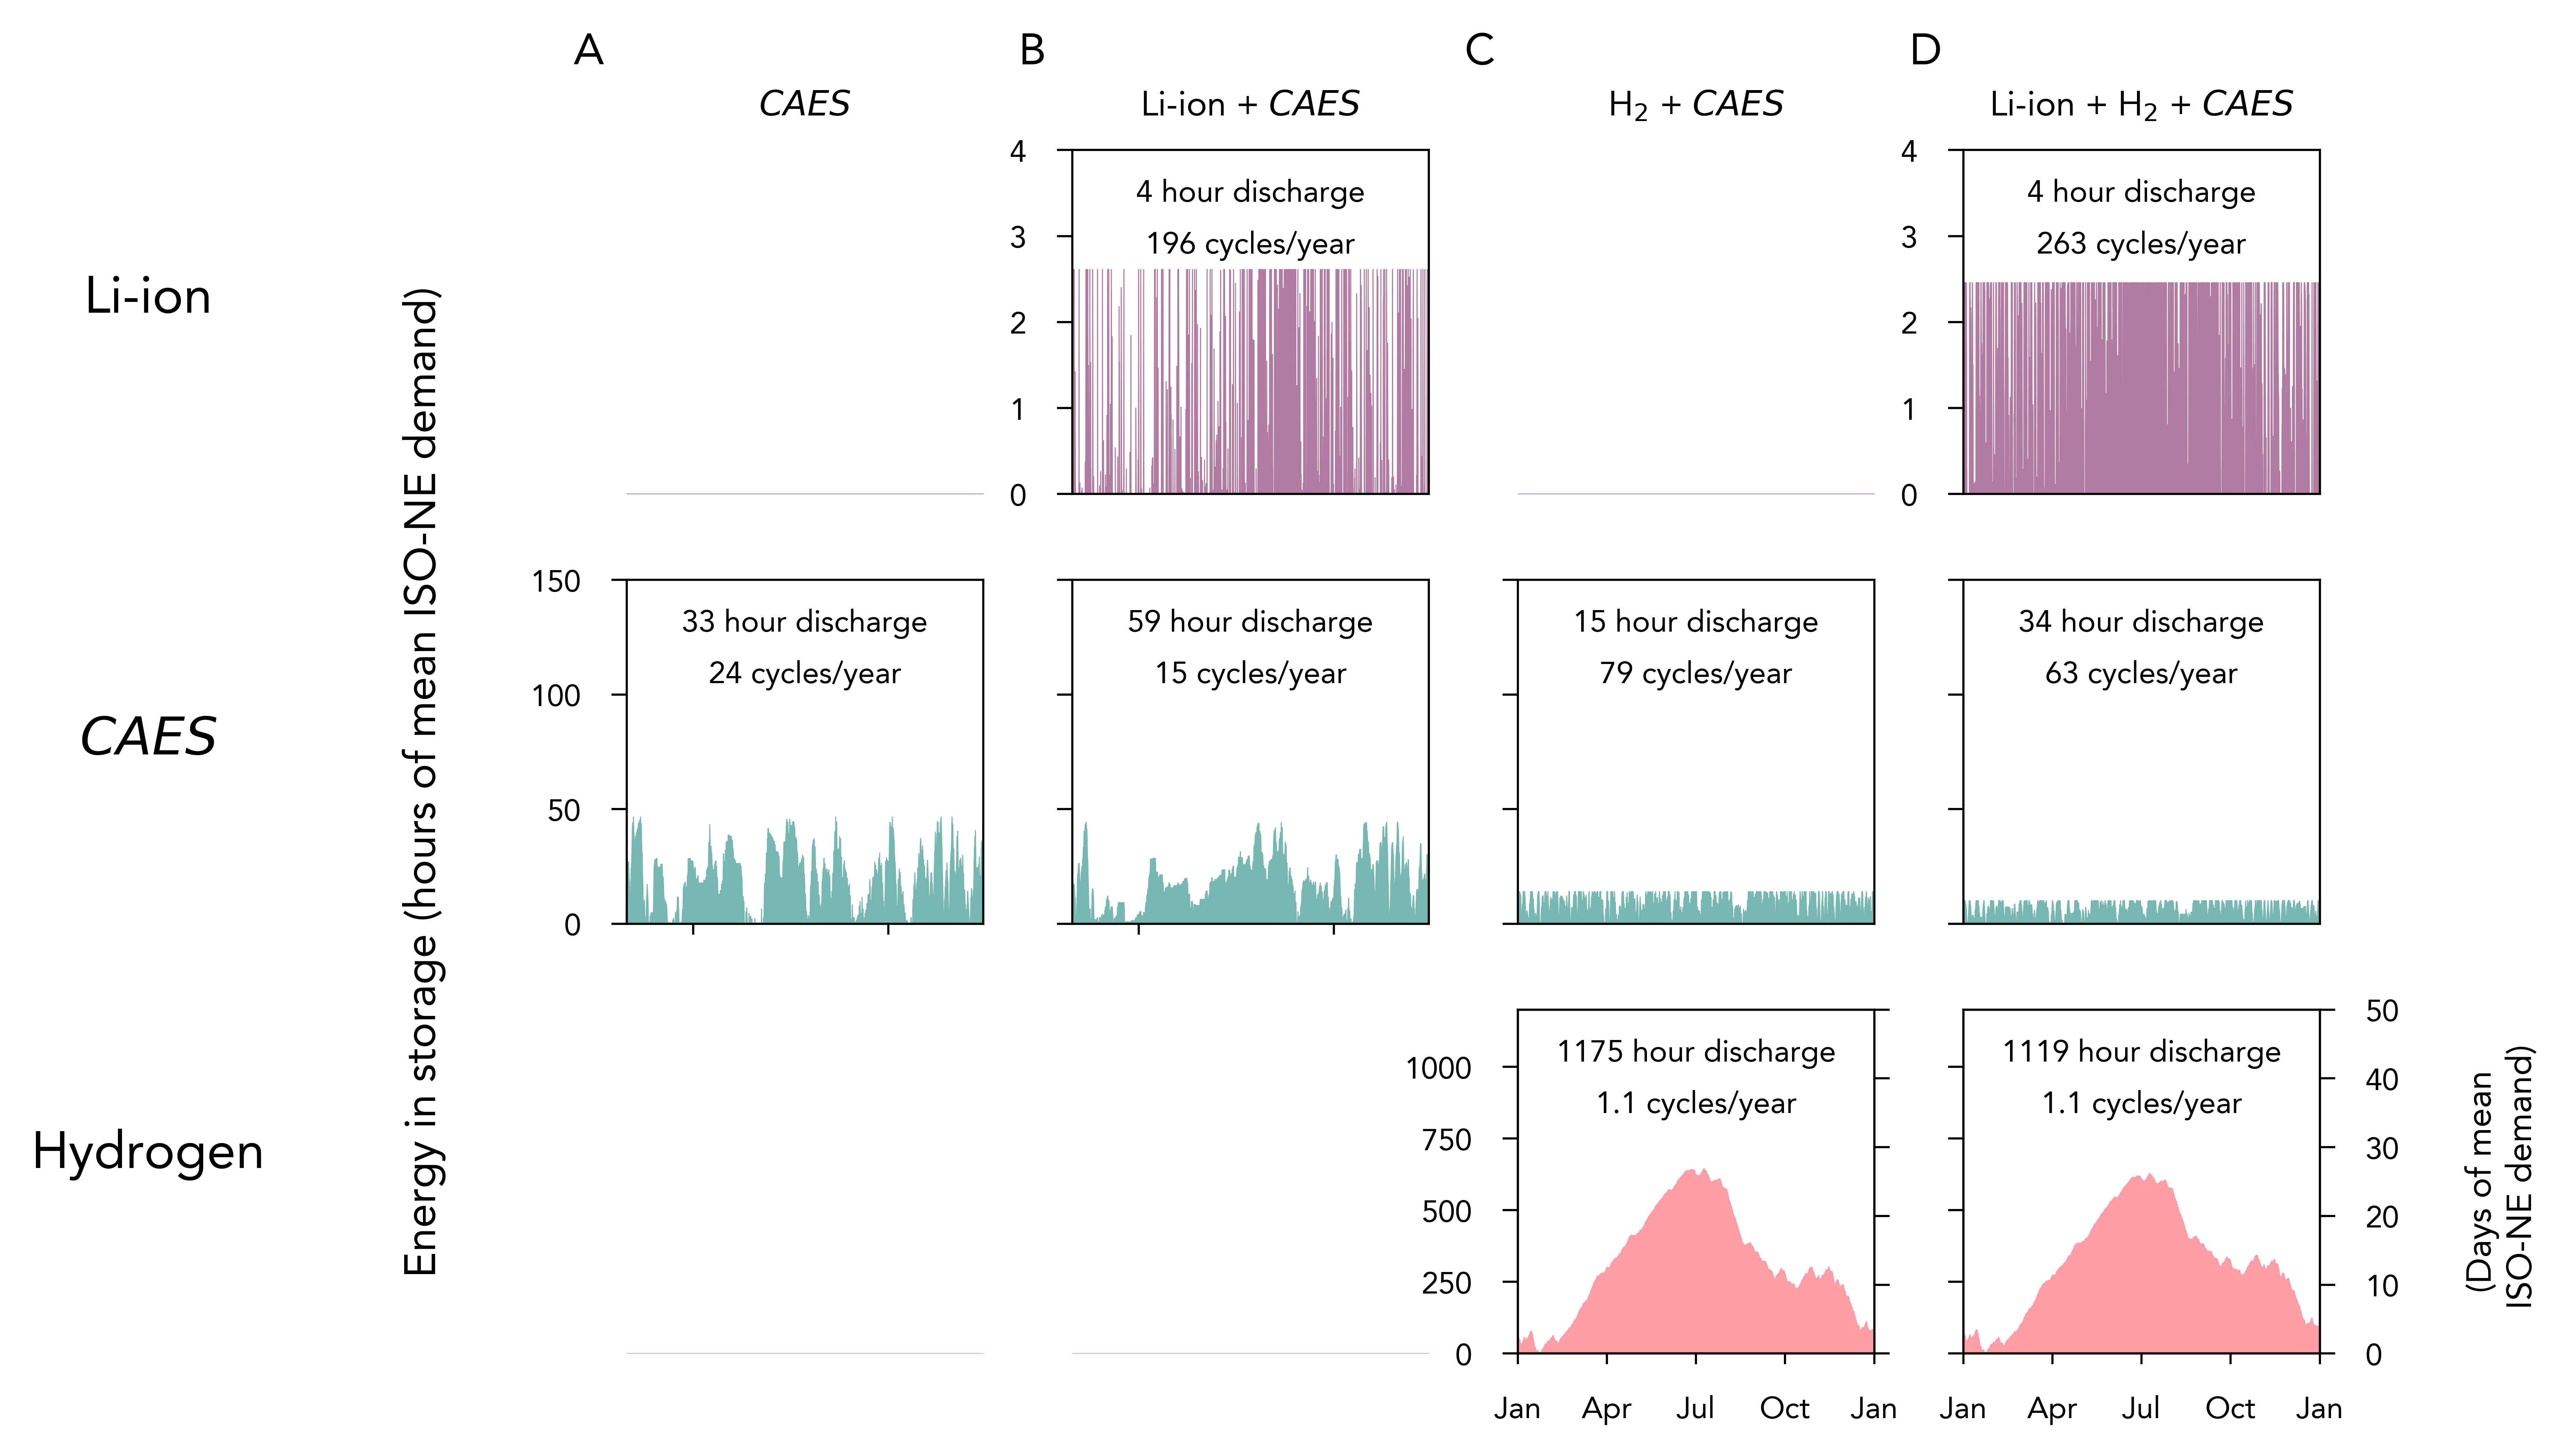 A
B
C
D
CAES
Li-ion + CAES
H₂ + CAES
Li-ion + H₂ + CAES
Li-ion
CAES
Hydrogen
Energy in storage (hours of mean ISO-NE demand)
4
3
2
1
0
4 hour discharge
196 cycles/year
4
3
2
1
0
4 hour discharge
263 cycles/year
150
100
50
0
33 hour discharge
24 cycles/year
59 hour discharge
15 cycles/year
15 hour discharge
79 cycles/year
34 hour discharge
63 cycles/year
1000
750
500
250
0
1175 hour discharge
1.1 cycles/year
1119 hour discharge
1.1 cycles/year
50
40
30
20
10
0
(Days of mean
ISO-NE demand)
Jan Apr Jul Oct Jan
Jan Apr Jul Oct Jan